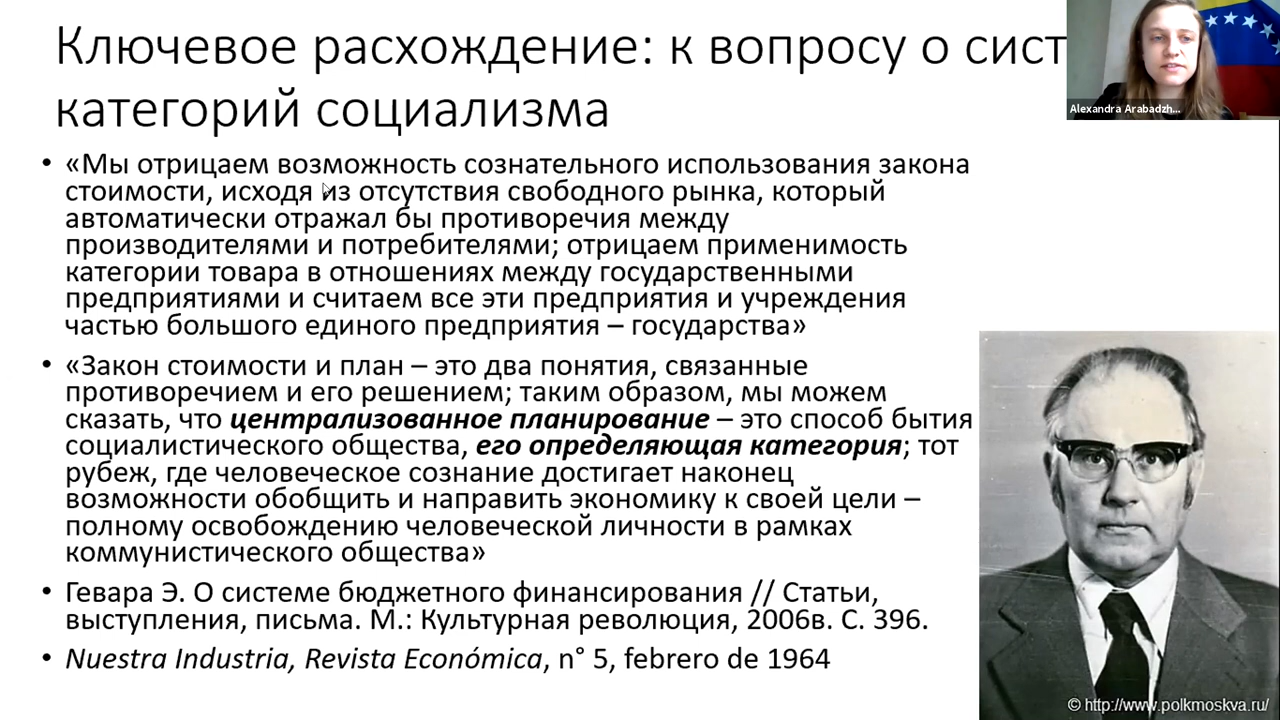 Ключевое расхождение: к вопросу о сист
категорий социализма
Alexandra Arabadzh...
• «Мы отрицаем возможность сознательного использования закона
стоимости, исходя из отсутствия свободного рынка, который
автоматически отражал бы противоречия между
производителями и потребителями; отрицаем применимость
категории товара в отношениях между государственными
предприятиями и считаем все эти предприятия и учреждения
частью большого единого предприятия – государства»
• «Закон стоимости и план – это два понятия, связанные
противоречием и его решением; таким образом, мы можем
сказать, что централизованное планирование – это способ бытия
социалистического общества, его определяющая категория; тот
рубеж, где человеческое сознание достигает наконец
возможности обобщить и направить экономику к своей цели –
полному освобождению человеческой личности в рамках
коммунистического общества»
• Гевара Э. О системе бюджетного финансирования // Статьи,
выступления, письма. М.: Культурная революция, 2006в. С. 396.
• Nuestra Industria, Revista Económica, n° 5, febrero de 1964
© http://www.polkmoskva.ru/